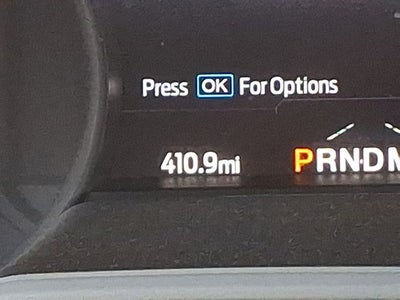 Press OK For Options
410.9mi PRNDM